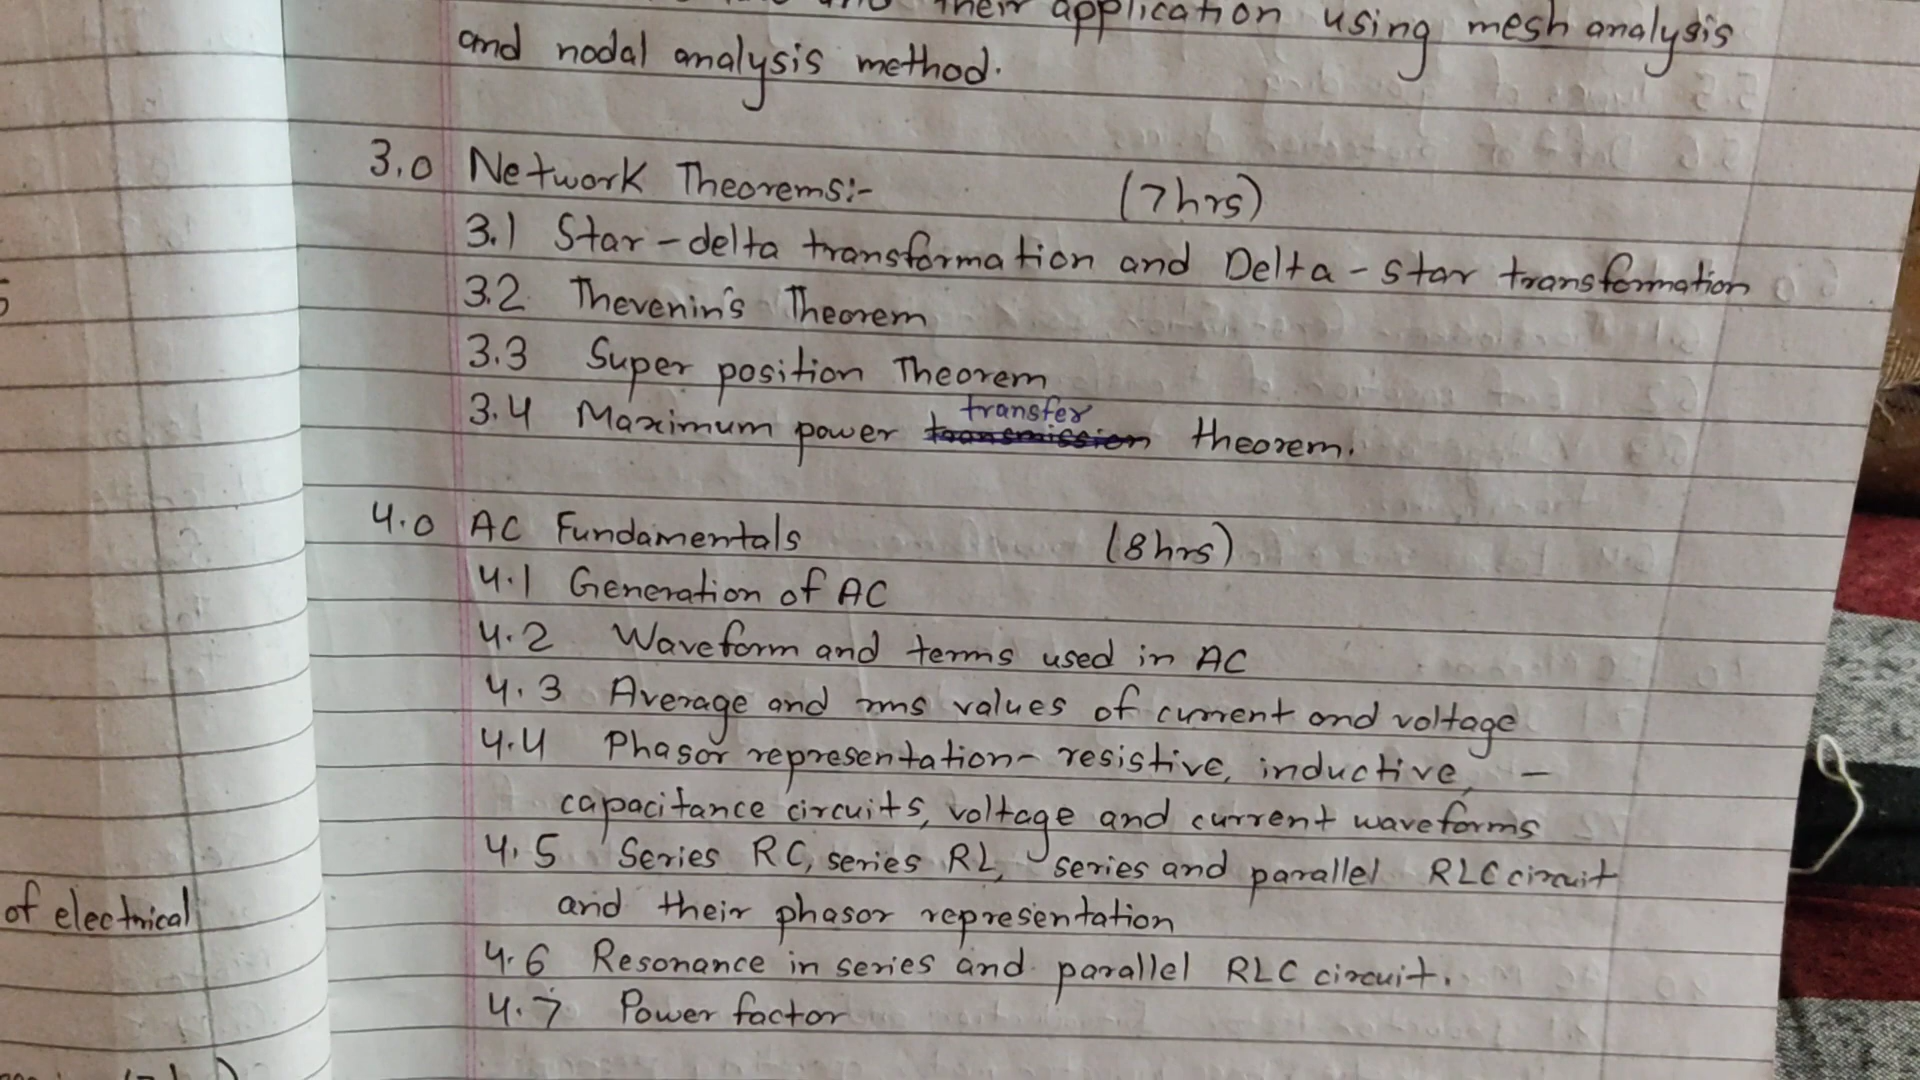 and their application using mesh analysis
and nodal analysis method.
3.0 Network Theorems:- (7hrs)
3.1 Star-delta transformation and Delta-star transformation
3.2 Thevenin's Theorem
3.3 Super position Theorem
3.4 Maximum power transmission transfer theorem.
4.0 AC Fundamentals (8hrs)
4.1 Generation of AC
4.2 Waveform and terms used in AC
4.3 Average and rms values of current and voltage
4.4 Phasor representation- resistive, inductive, -
capacitance circuits, voltage and current waveforms
4.5 Series RC, series RL, series and parallel RLC circuit
and their phasor representation
4.6 Resonance in series and parallel RLC circuit.
4.7 Power factor
of electrical